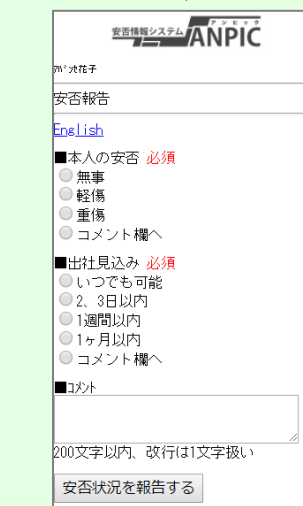 安否情報システム ANPIC
アンピック
ｱﾝﾋﾟｯｸ花子
安否報告
English
■本人の安否 必須
無事
軽傷
重傷
コメント欄へ
■出社見込み 必須
いつでも可能
2、3日以内
1週間以内
1ヶ月以内
コメント欄へ
■ｺﾒﾝﾄ
200文字以内、改行は1文字扱い
安否状況を報告する